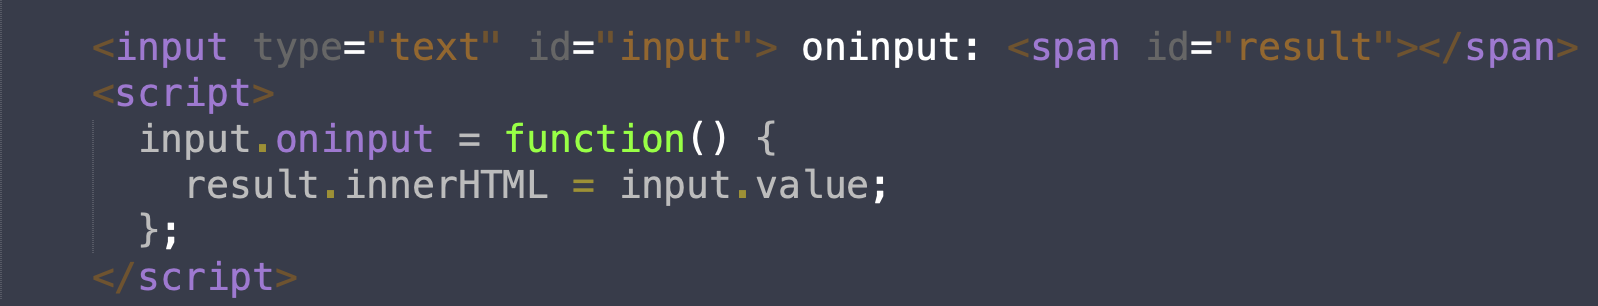 <input type="text" id="input"> oninput: <span id="result"></span>
<script>
  input.oninput = function() {
    result.innerHTML = input.value;
  };
</script>